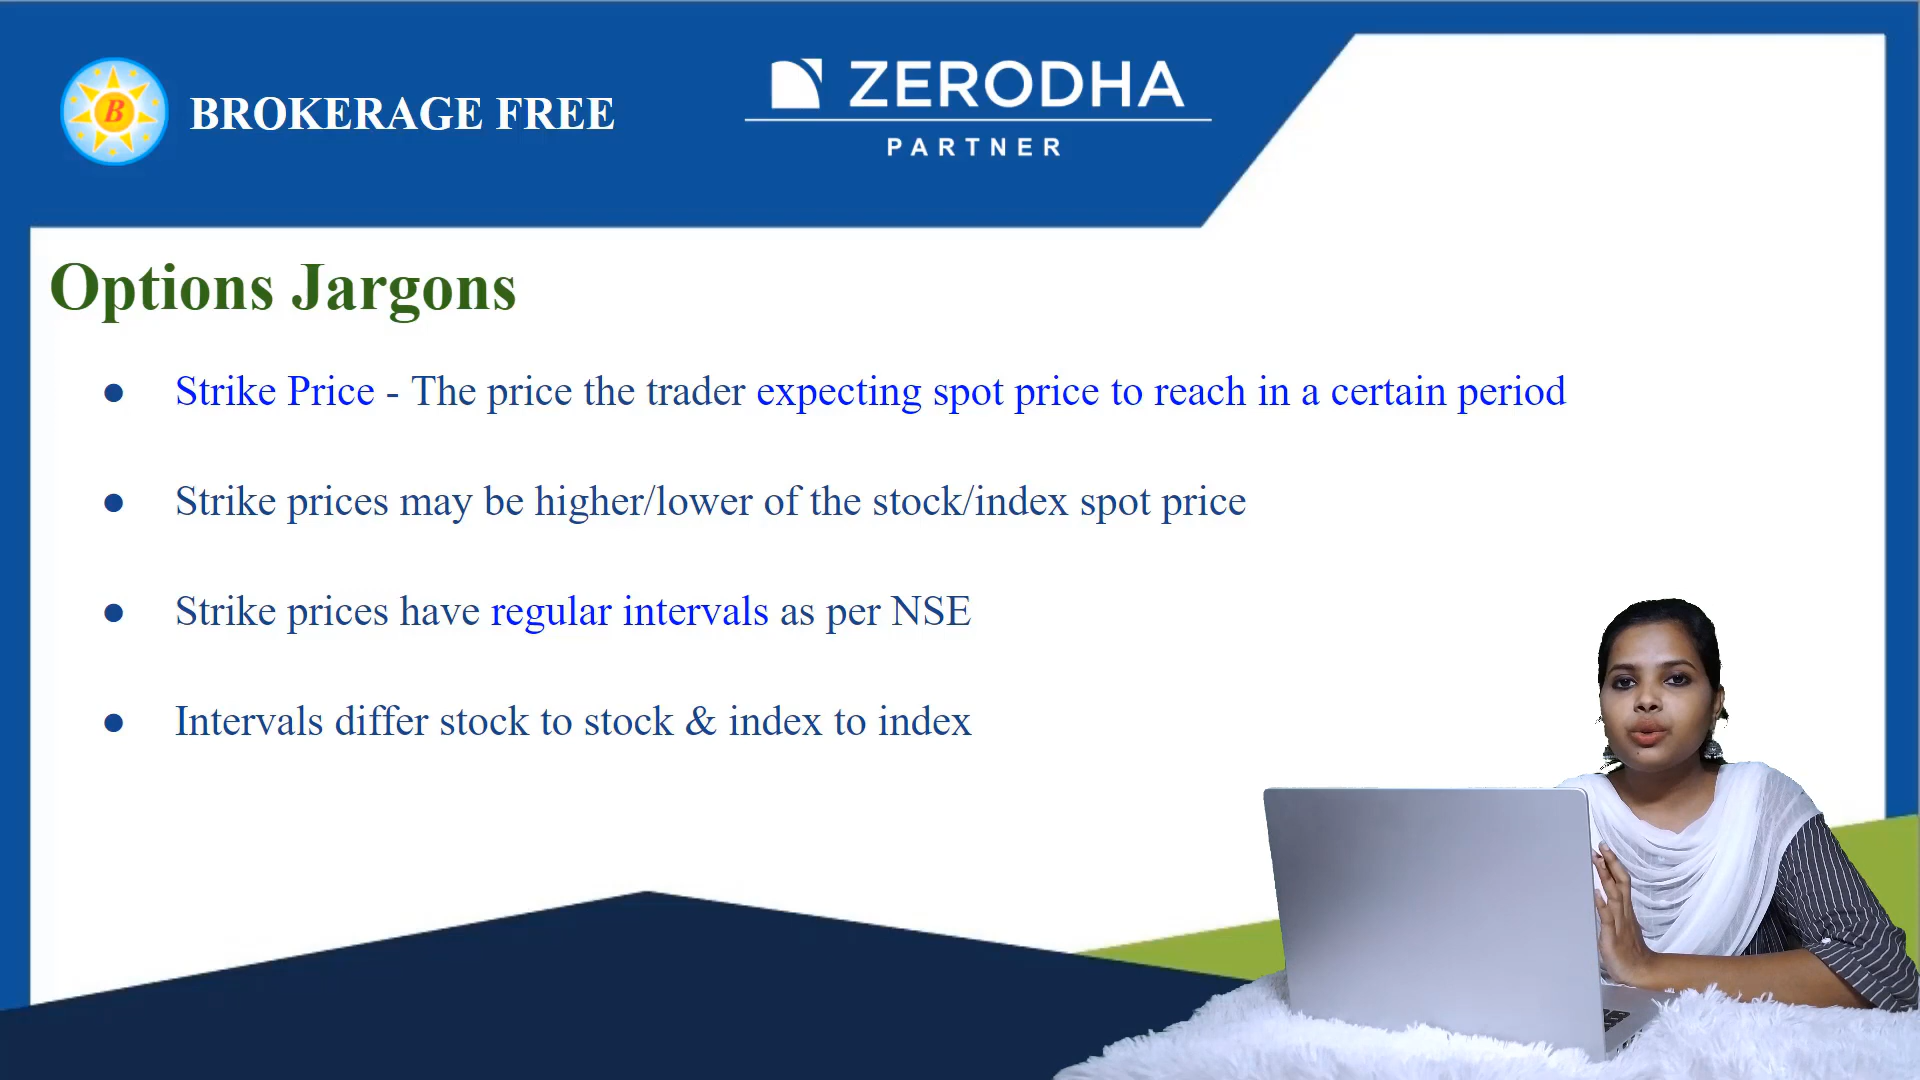 B
BROKERAGE FREE
ZERODHA
PARTNER
Options Jargons
● Strike Price - The price the trader expecting spot price to reach in a certain period
● Strike prices may be higher/lower of the stock/index spot price
● Strike prices have regular intervals as per NSE
● Intervals differ stock to stock & index to index